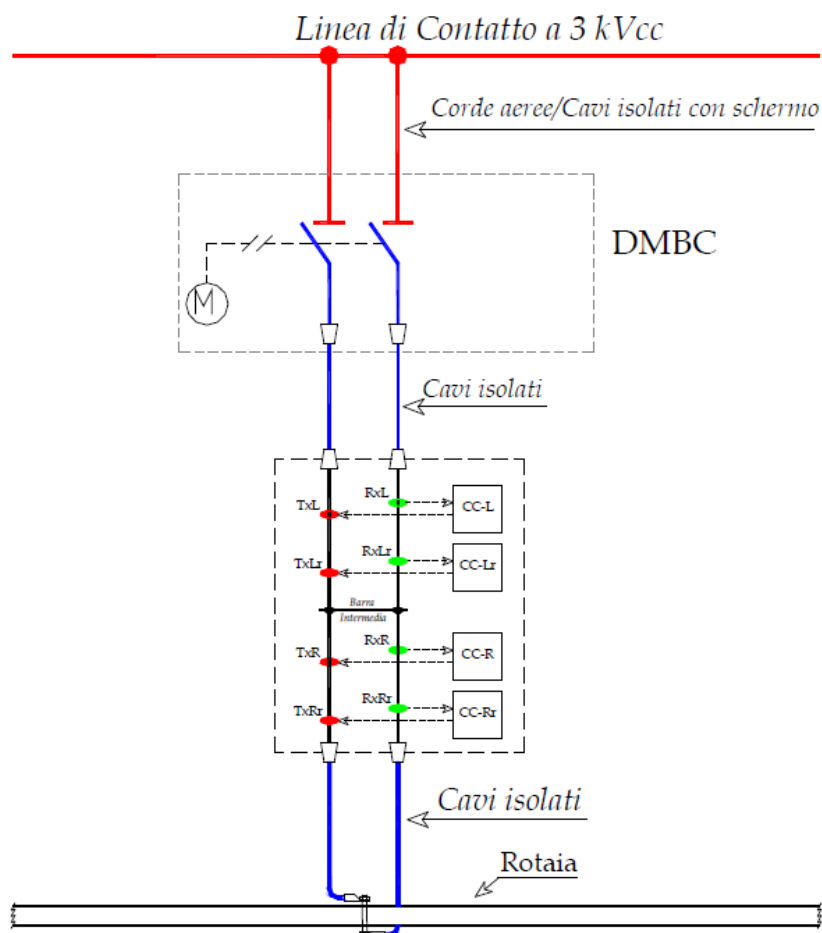 Linea di Contatto a 3 kVcc
Corde aeree/Cavi isolati con schermo
DMBC
M
Cavi isolati
TxL
RxL
CC-L
TxLr
RxLr
CC-Lr
Barra
Intermedia
TxR
RxR
CC-R
TxRr
RxRr
CC-Rr
Cavi isolati
Rotaia